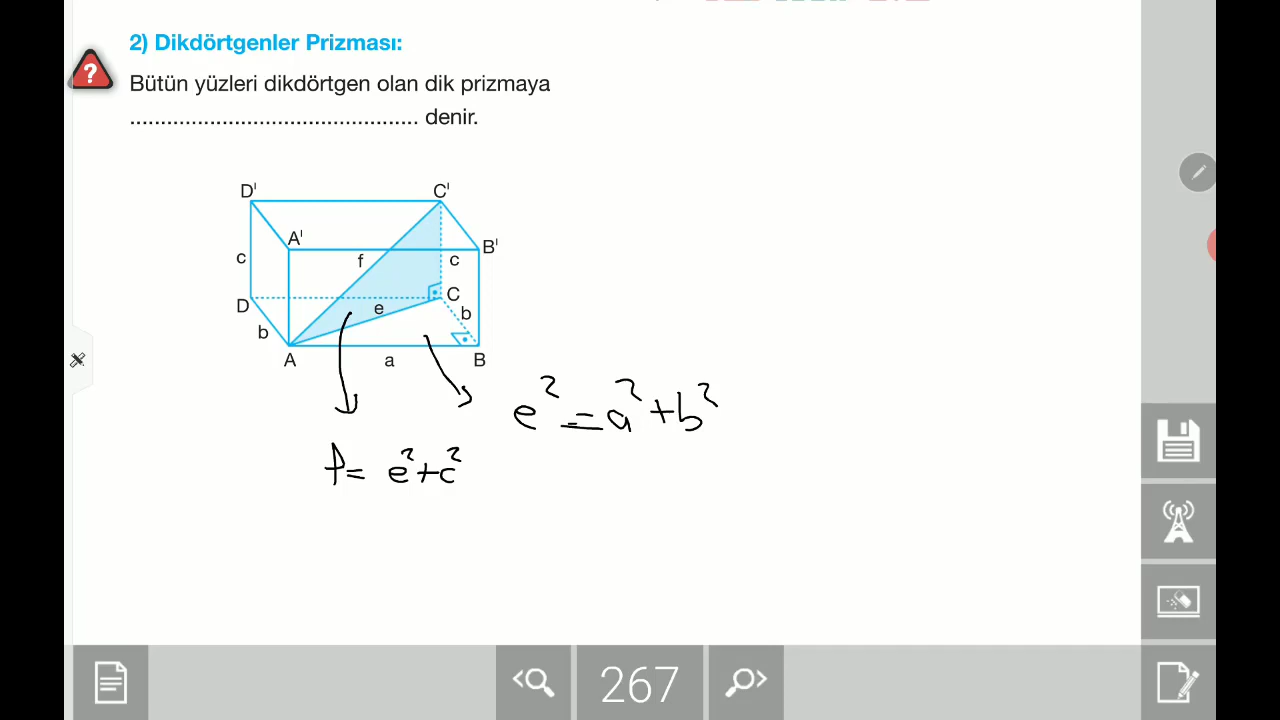 2) Dikdörtgenler Prizması:
?
Bütün yüzleri dikdörtgen olan dik prizmaya
............................................... denir.
D' C'
A' B'
c f c
D e C
b b
A a B
e² = a² + b²
f = e² + c²
267